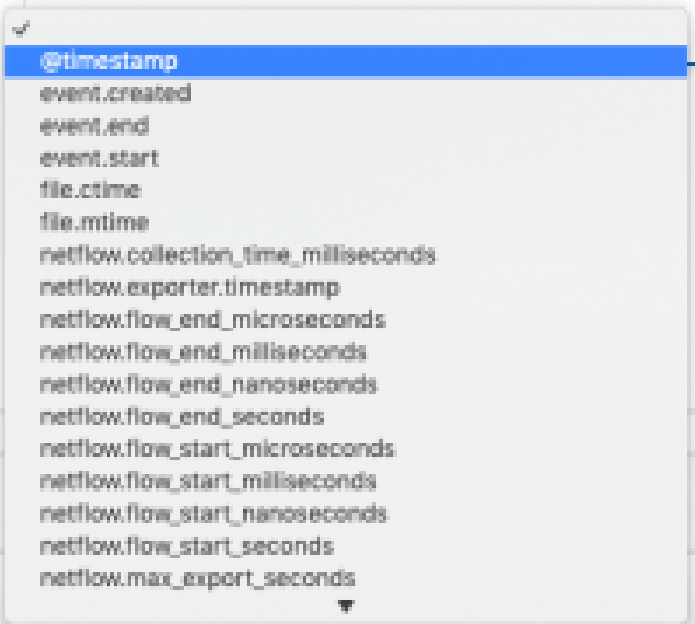 @timestamp
event.created
event.end
event.start
file.ctime
file.mtime
netflow.collection_time_milliseconds
netflow.exporter.timestamp
netflow.flow_end_microseconds
netflow.flow_end_milliseconds
netflow.flow_end_nanoseconds
netflow.flow_end_seconds
netflow.flow_start_microseconds
netflow.flow_start_milliseconds
netflow.flow_start_nanoseconds
netflow.flow_start_seconds
netflow.max_export_seconds